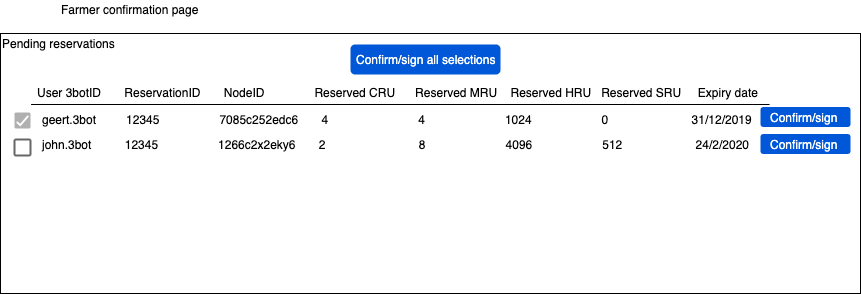 Farmer confirmation page
Pending reservations
Confirm/sign all selections
User 3botID ReservationID NodeID Reserved CRU Reserved MRU Reserved HRU Reserved SRU Expiry date
geert.3bot 12345 7085c252edc6 4 4 1024 0 31/12/2019 Confirm/sign
john.3bot 12345 1266c2x2eky6 2 8 4096 512 24/2/2020 Confirm/sign